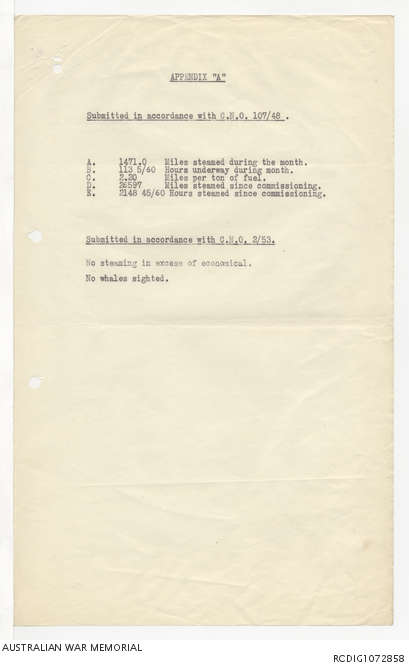 APPENDIX "A"
Submitted in accordance with C.N.O. 107/48 .
A. 1471.0 Miles steamed during the month.
B. 113 5/60 Hours underway during month.
C. 2.20 Miles per ton of fuel.
D. 26597 Miles steamed since commissioning.
E. 2148 45/60 Hours steamed since commissioning.
Submitted in accordance with C.N.O. 2/53.
No steaming in excess of economical.
No whales sighted.
AUSTRALIAN WAR MEMORIAL
RCDIG1072858